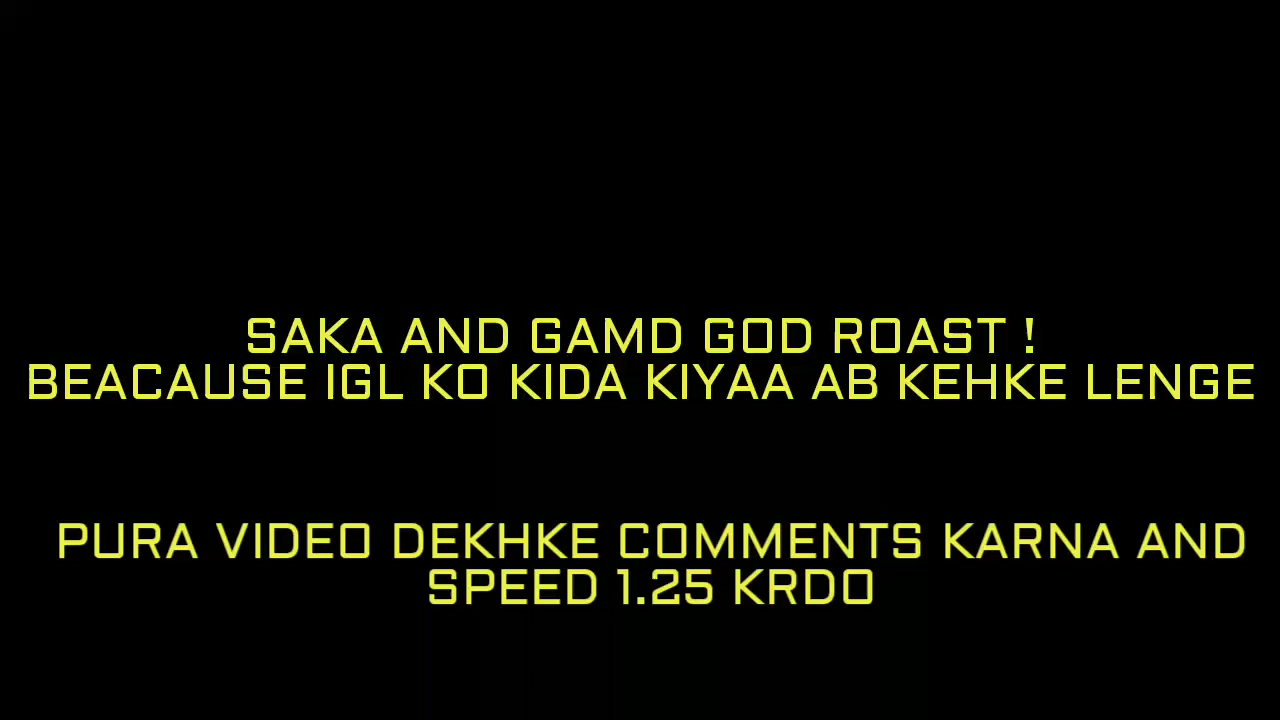 SAKA AND GAMD GOD ROAST !
BEACAUSE IGL KO KIDA KIYAA AB KEHKE LENGE
PURA VIDEO DEKHKE COMMENTS KARNA AND
SPEED 1.25 KRDO